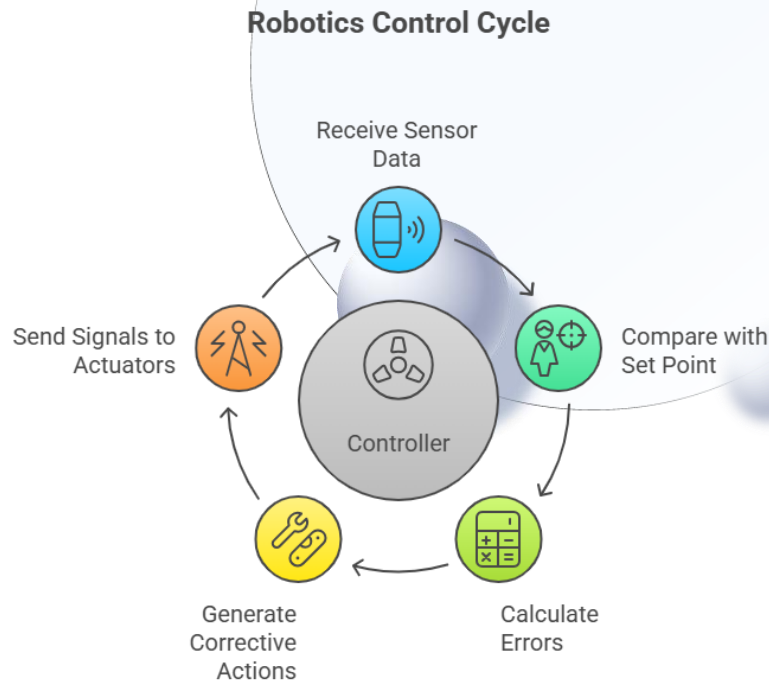 Robotics Control Cycle
Receive Sensor
Data
Compare with
Set Point
Calculate
Errors
Generate
Corrective
Actions
Send Signals to
Actuators
Controller